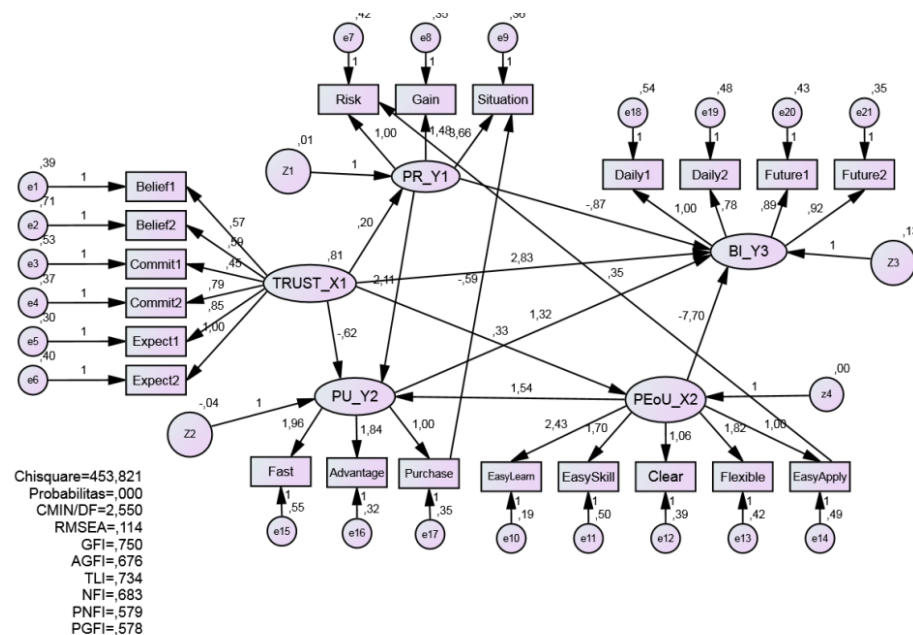 ,42 ,35 ,36
e7 e8 e9
1 1 1
Risk Gain Situation
,54 ,48 ,43 ,35
e18 e19 e20 e21
1 1 1 1
Daily1 Daily2 Future1 Future2
,01
Z1
1
1,00 1,48 3,66
PR_Y1
,39
e1 1 Belief1
,71
e2 1 Belief2
,53
e3 1 Commit1
,37
e4 1 Commit2
,30
e5 1 Expect1
,40
e6 1 Expect2
,57
,59
,45
,79
,85
1,00
,81
TRUST_X1
,20
-,87
1,00 ,78 ,89 ,92
BI_Y3
1
Z3
2,83
2,11
-,59
,35
1,32
-7,70
-,62
,33
-,04
Z2
1
PU_Y2
1,54
PEoU_X2
1
,00
z4
1,96 1,84 1,00
2,43 1,70 1,06 1,82 1,00
Fast Advantage Purchase
EasyLearn EasySkill Clear Flexible EasyApply
1 1 1 1 1 1 1 1
,55 ,32 ,35 ,19 ,50 ,39 ,42 ,49
e15 e16 e17 e10 e11 e12 e13 e14
Chisquare=453,821
Probabilitas=,000
CMIN/DF=2,550
RMSEA=,114
GFI=,750
AGFI=,676
TLI=,734
NFI=,683
PNFI=,579
PGFI=,578